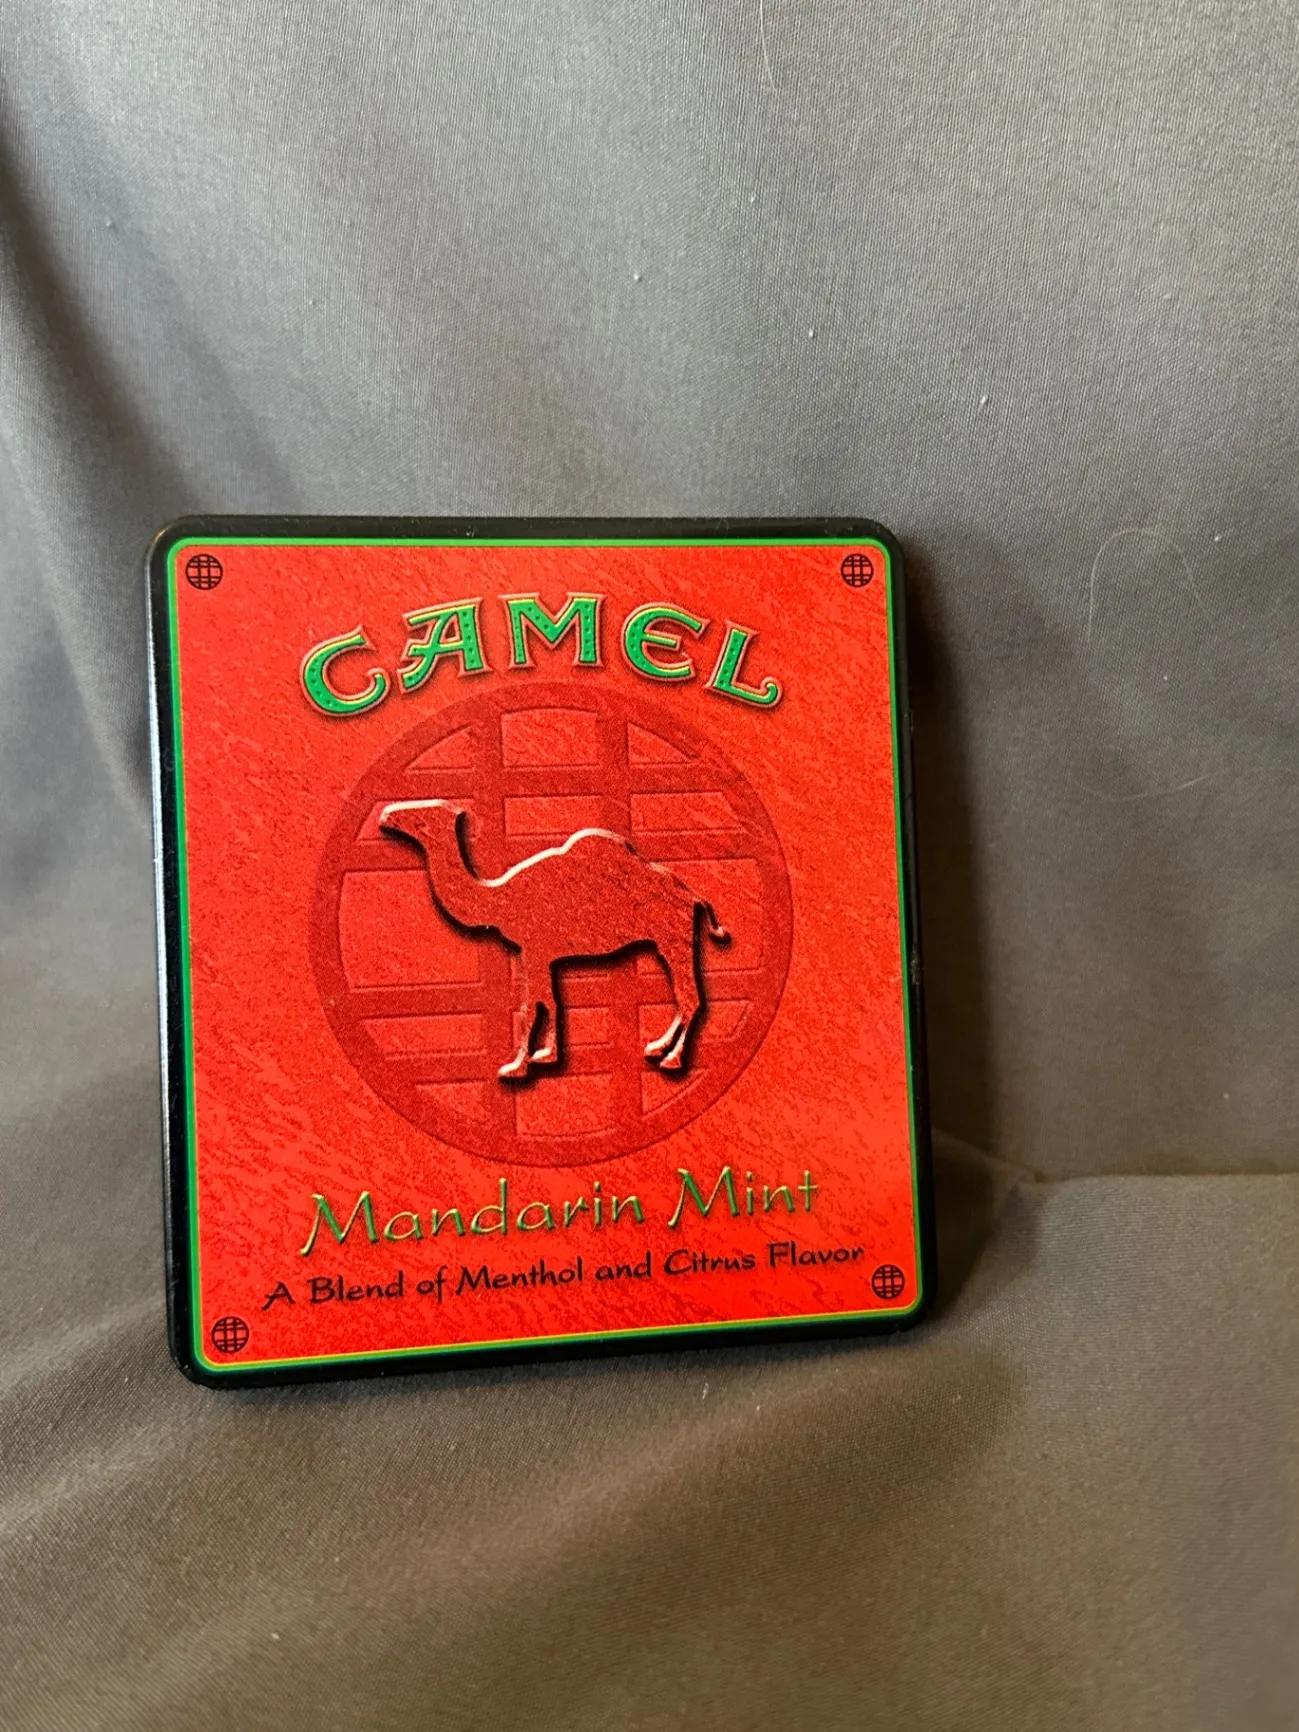 CAMEL
Mandarin Mint
A Blend of Menthol and Citrus Flavor